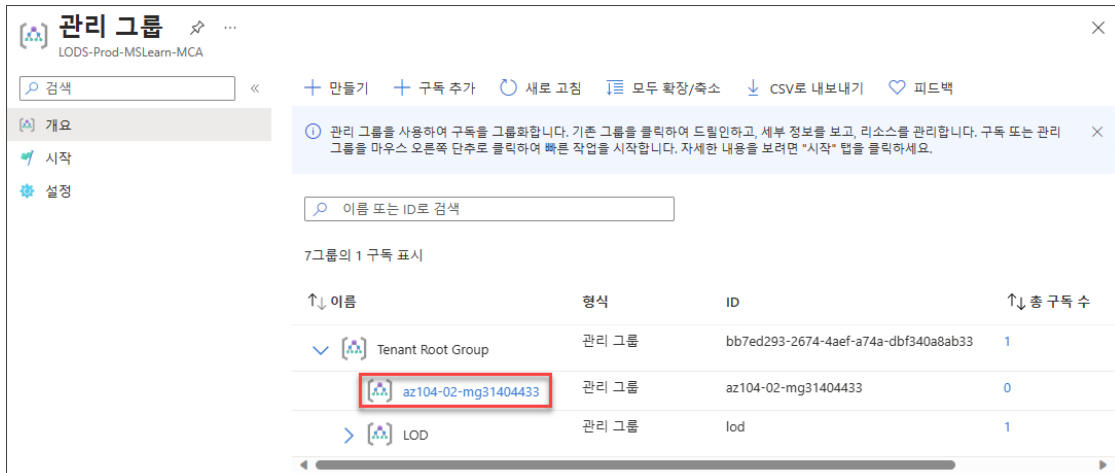 관리 그룹
LODS-Prod-MSLearn-MCA
검색
개요
시작
설정
만들기 구독 추가 새로 고침 모두 확장/축소 CSV로 내보내기 피드백
관리 그룹을 사용하여 구독을 그룹화합니다. 기존 그룹을 클릭하여 드릴인하고, 세부 정보를 보고, 리소스를 관리합니다. 구독 또는 관리
그룹을 마우스 오른쪽 단추로 클릭하여 빠른 작업을 시작합니다. 자세한 내용을 보려면 "시작" 탭을 클릭하세요.
이름 또는 ID로 검색
7그룹의 1 구독 표시
이름 형식 ID 총 구독 수
Tenant Root Group 관리 그룹 bb7ed293-2674-4aef-a74a-dbf340a8ab33 1
az104-02-mg31404433 관리 그룹 az104-02-mg31404433 0
LOD 관리 그룹 lod 1